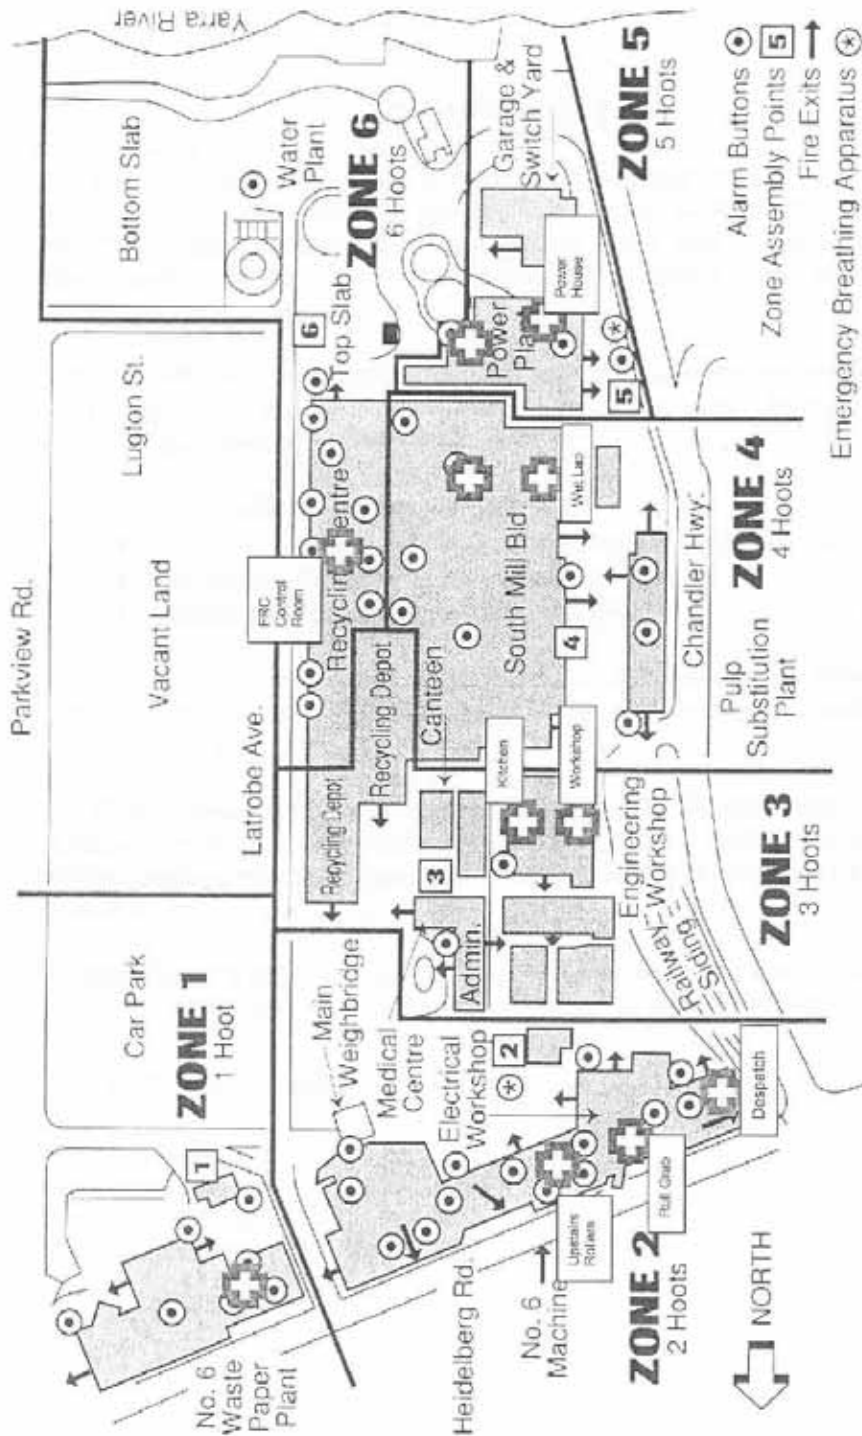 Parkview Rd.
Car Park
ZONE 1
1 Hoot
1
No. 6
Waste
Paper
Plant
Latrobe Ave.
Vacant Land
Lugton St.
Bottom Slab
Yarra River
FRC
Control
Room
Recycling Centre
Recycling Depot
Recycling Depot
6
Top Slab
Water
Plant
ZONE 6
6 Hoots
Garage &
Switch Yard
Main
Weighbridge
Medical
Centre
Electrical
Workshop
2
Heidelberg Rd.
No. 6
Machine
Upstairs
Rollers
Roll Grab
Despatch
ZONE 2
2 Hoots
NORTH
Admin.
3
Canteen
Kitchen
Workshop
Engineering
Workshop
Railway
Siding
ZONE 3
3 Hoots
South Mill Bld.
4
Wet Lab
Pulp
Substitution
Plant
Chandler Hwy.
ZONE 4
4 Hoots
Power
Plant
Power
House
5
ZONE 5
5 Hoots
Alarm Buttons
Zone Assembly Points 5
Fire Exits
Emergency Breathing Apparatus